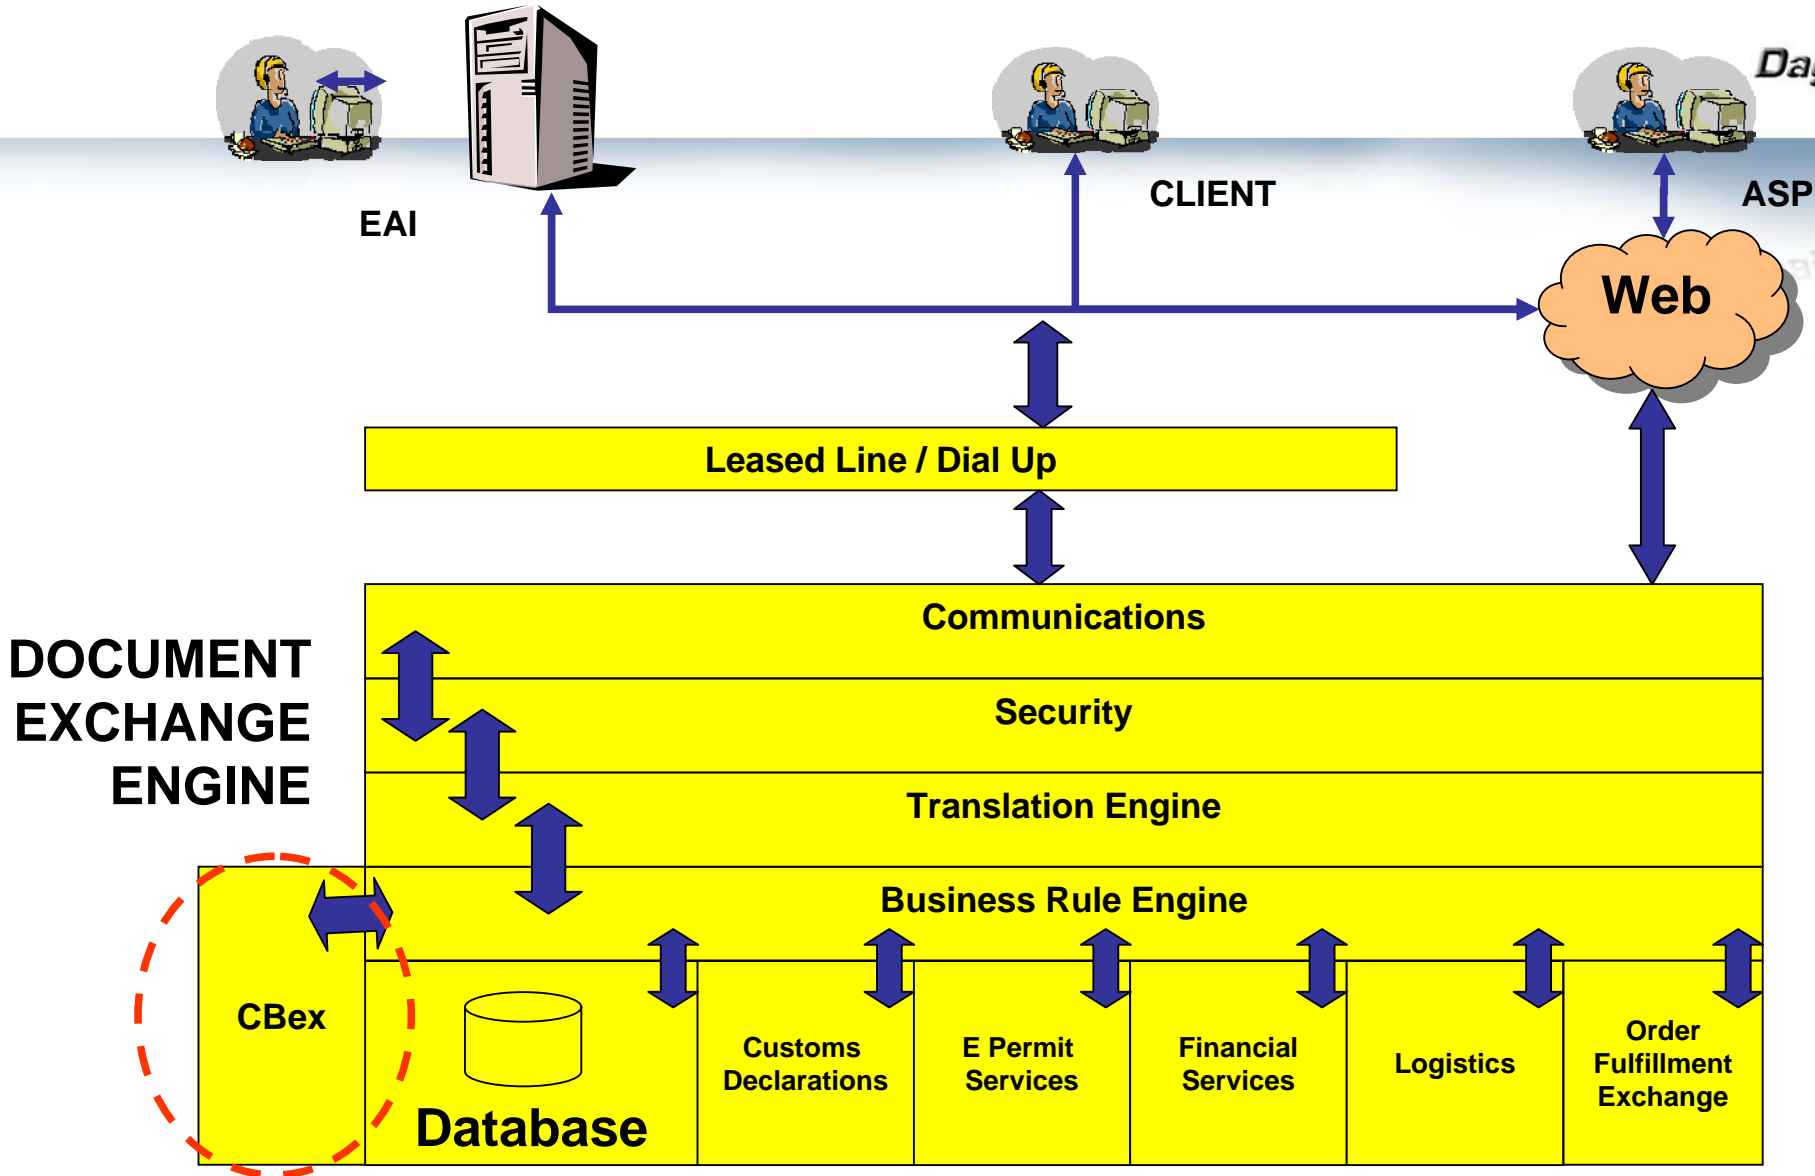 EAI
CLIENT
ASP
Web
Leased Line / Dial Up
DOCUMENT
EXCHANGE
ENGINE
Communications
Security
Translation Engine
Business Rule Engine
CBex
Database
Customs
Declarations
E Permit
Services
Financial
Services
Logistics
Order
Fulfillment
Exchange